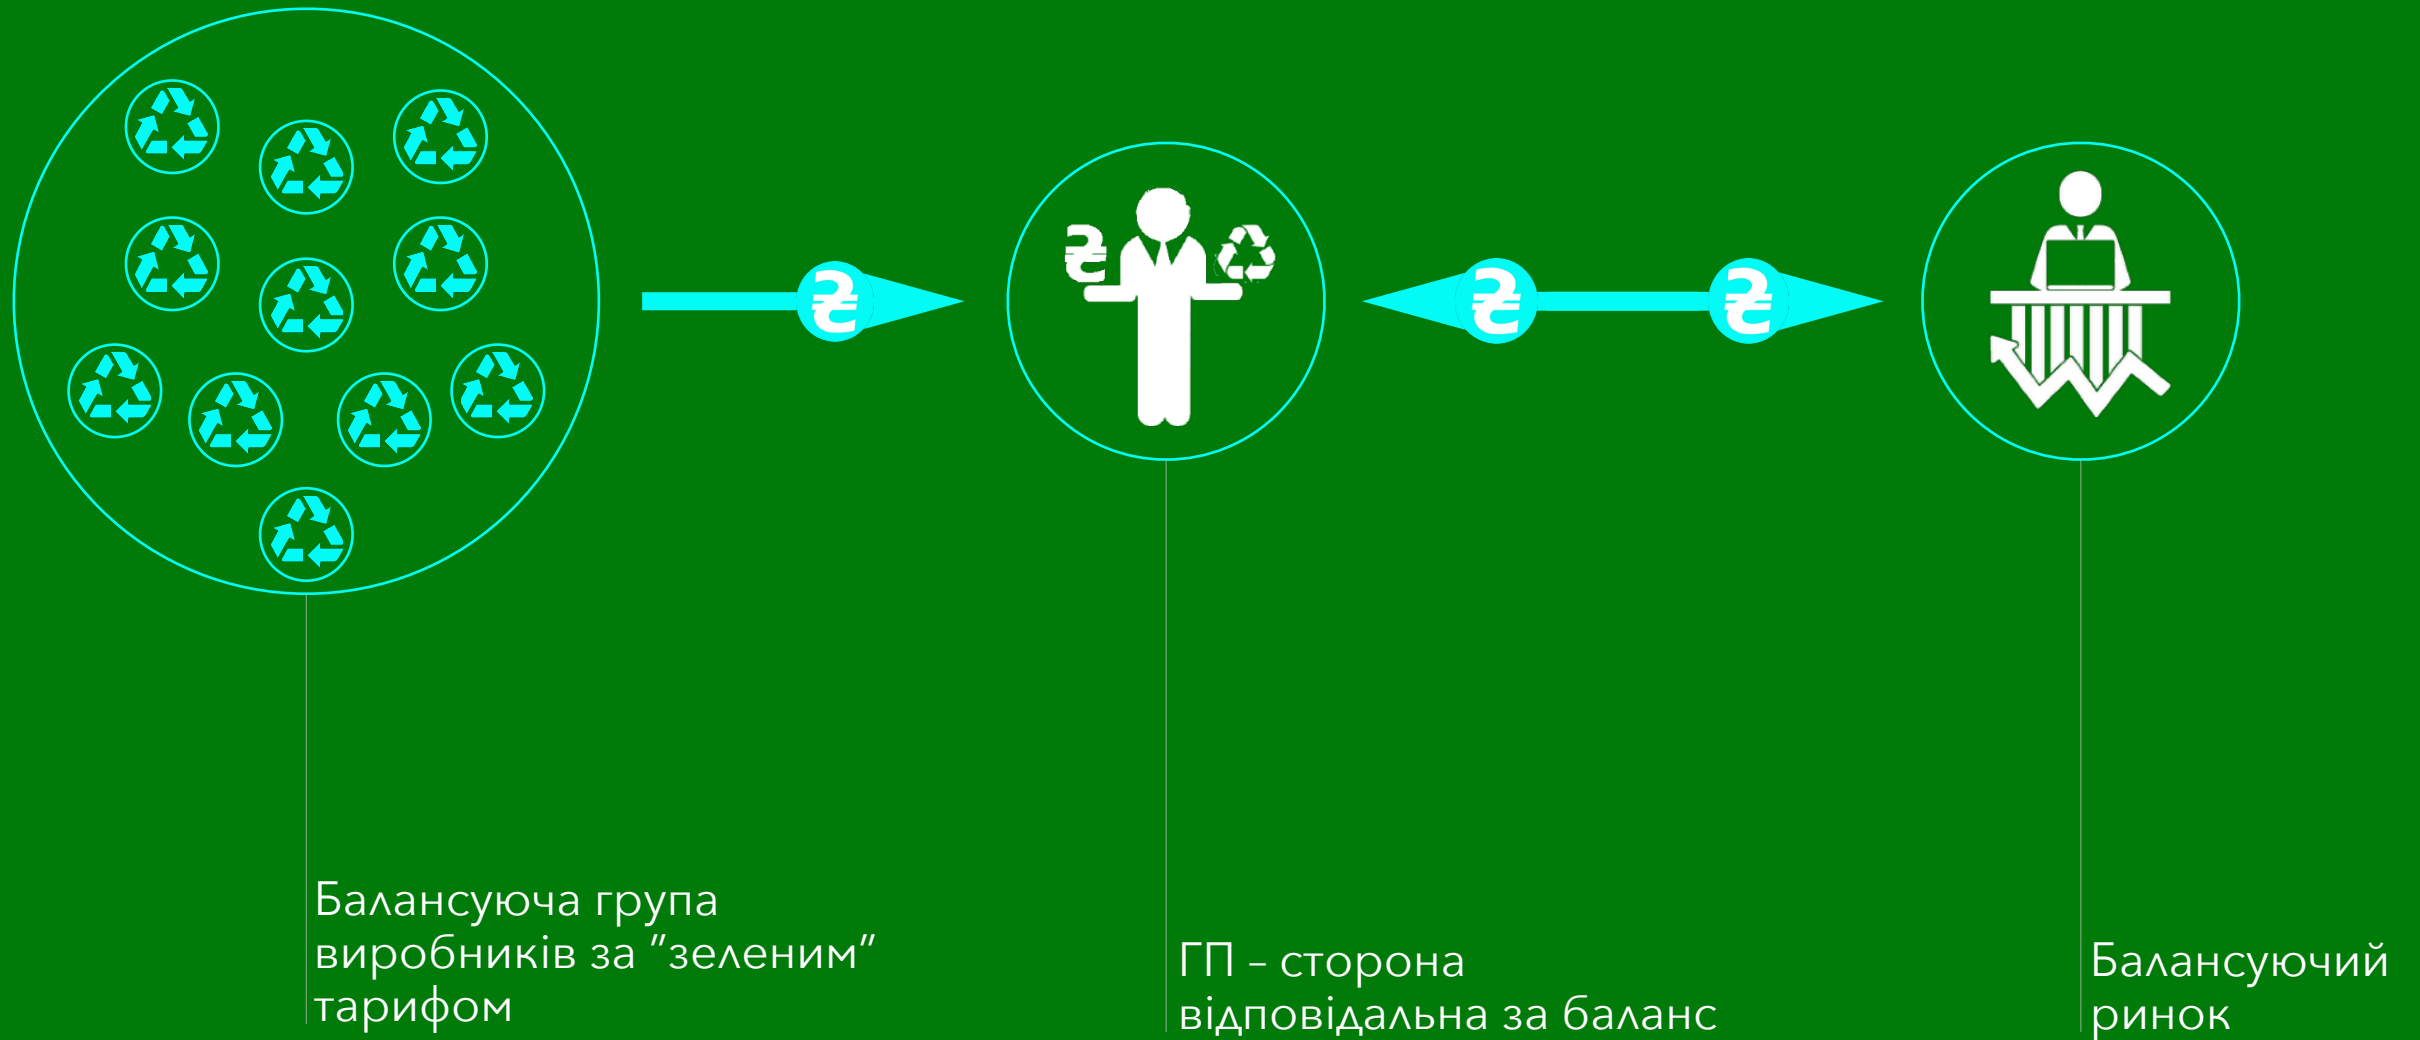 ₴
₴
₴
₴
Балансуюча група
виробників за "зеленим"
тарифом
ГП – сторона
відповідальна за баланс
Балансуючий
ринок